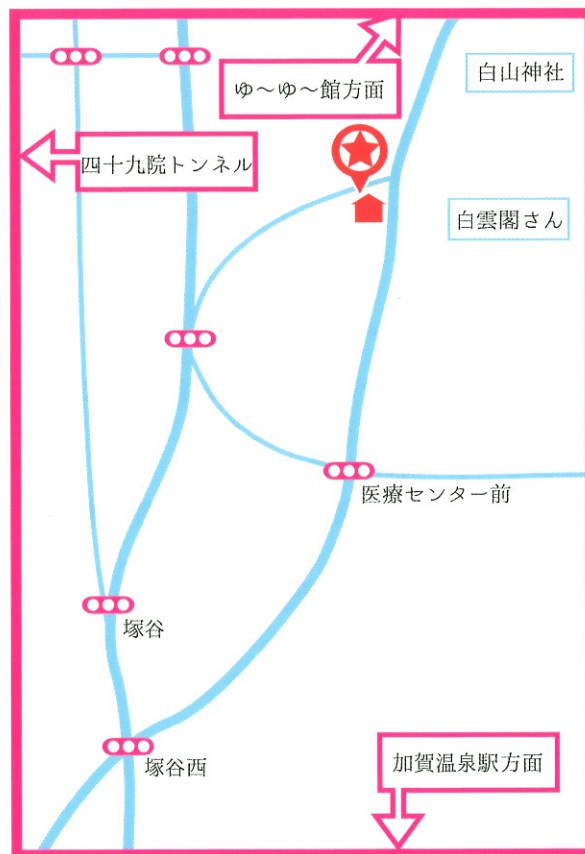 白山神社
ゆ～ゆ～館方面
四十九院トンネル
白雲閣さん
医療センター前
塚谷
塚谷西
加賀温泉駅方面